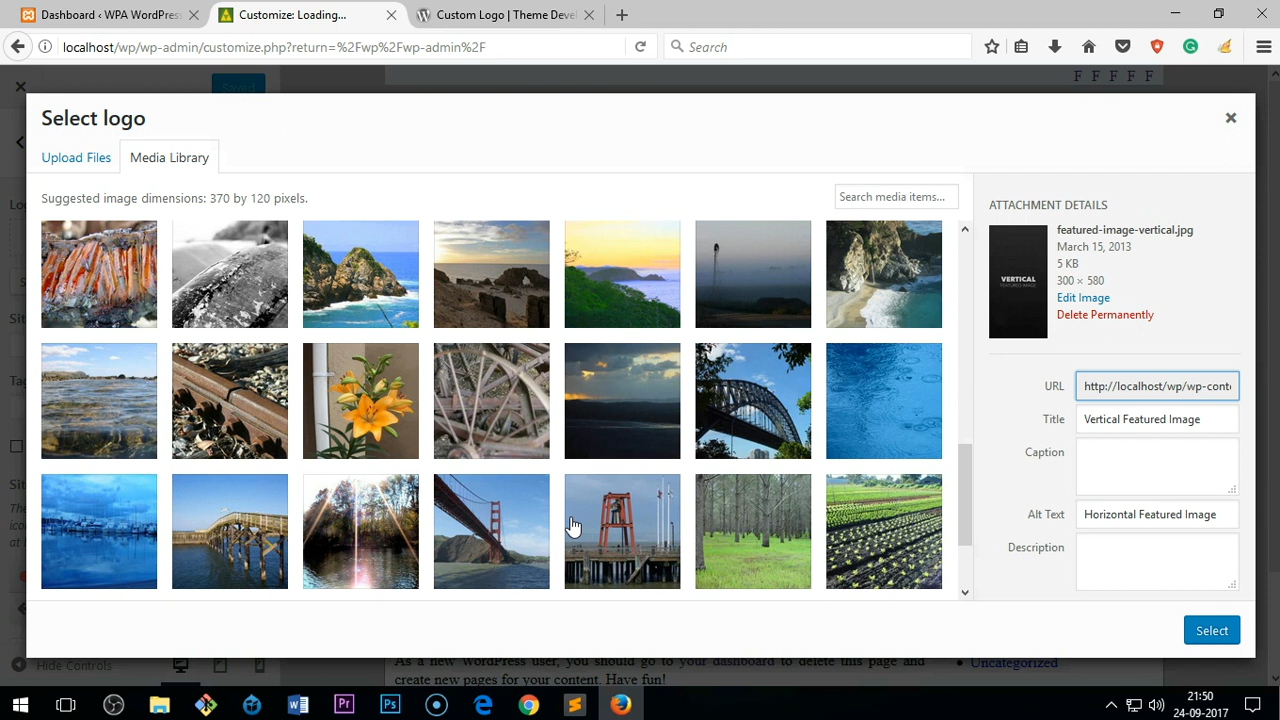 Dashboard ‹ WPA WordPress
Customize: Loading...
Custom Logo | Theme Devel
localhost/wp/wp-admin/customize.php?return=%2Fwp%2Fwp-admin%2F
Search
Saved
F F F F F
Select logo
Upload Files
Media Library
Suggested image dimensions: 370 by 120 pixels.
Search media items...
ATTACHMENT DETAILS
VERTICAL
FEATURED IMAGE
featured-image-vertical.jpg
March 15, 2013
5 KB
300 × 580
Edit Image
Delete Permanently
URL
http://localhost/wp/wp-conte
Title
Vertical Featured Image
Caption
Alt Text
Horizontal Featured Image
Description
Select
Hide Controls
As a new WordPress user, you should go to your dashboard to delete this page and
create new pages for your content. Have fun!
Uncategorized
21:50
24-09-2017